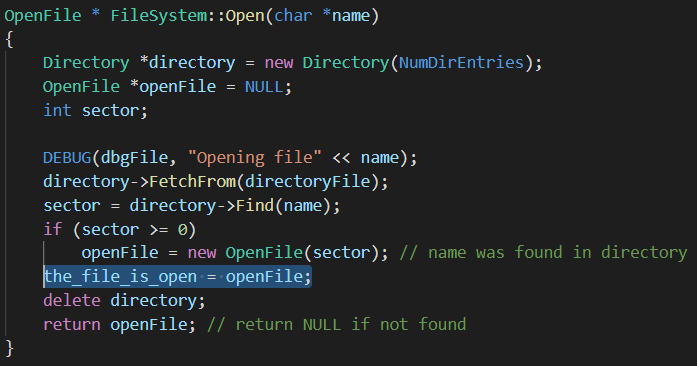 OpenFile * FileSystem::Open(char *name)
{
    Directory *directory = new Directory(NumDirEntries);
    OpenFile *openFile = NULL;
    int sector;

    DEBUG(dbgFile, "Opening file" << name);
    directory->FetchFrom(directoryFile);
    sector = directory->Find(name);
    if (sector >= 0)
        openFile = new OpenFile(sector); // name was found in directory
    the_file_is_open = openFile;
    delete directory;
    return openFile; // return NULL if not found
}